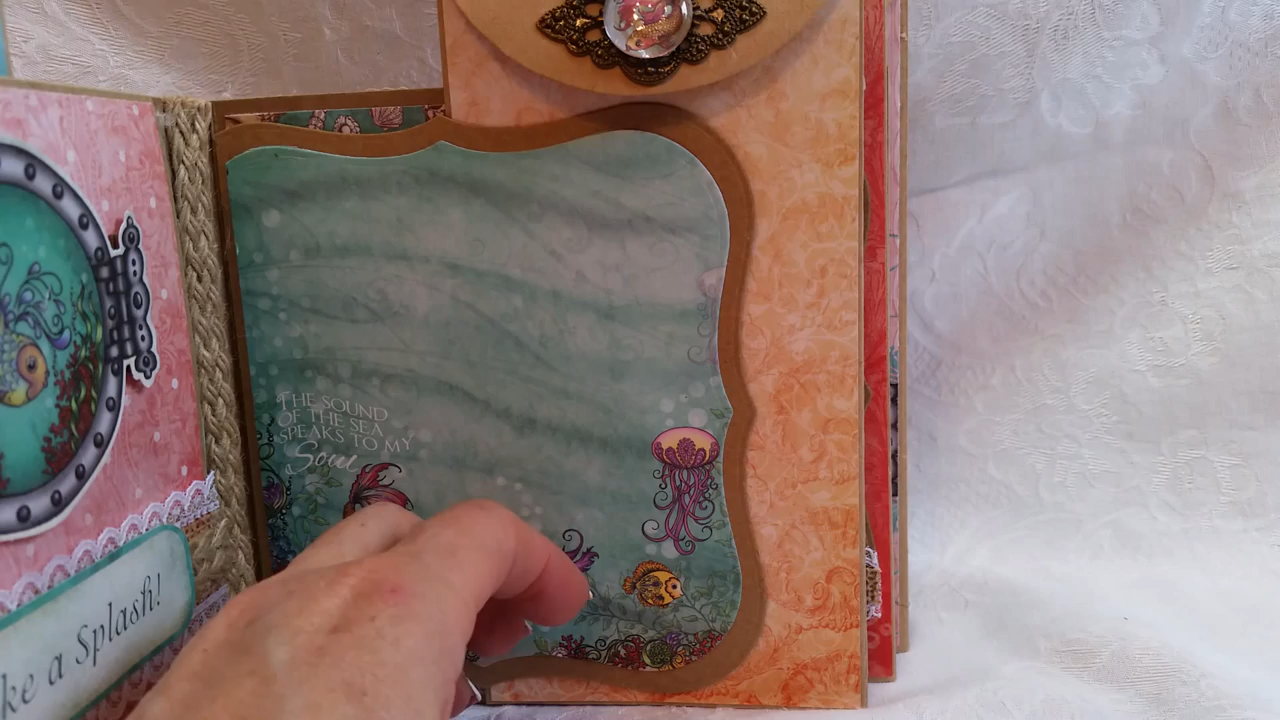 THE SOUND
OF THE SEA
SPEAKS TO MY
Soul
ke a Splash!